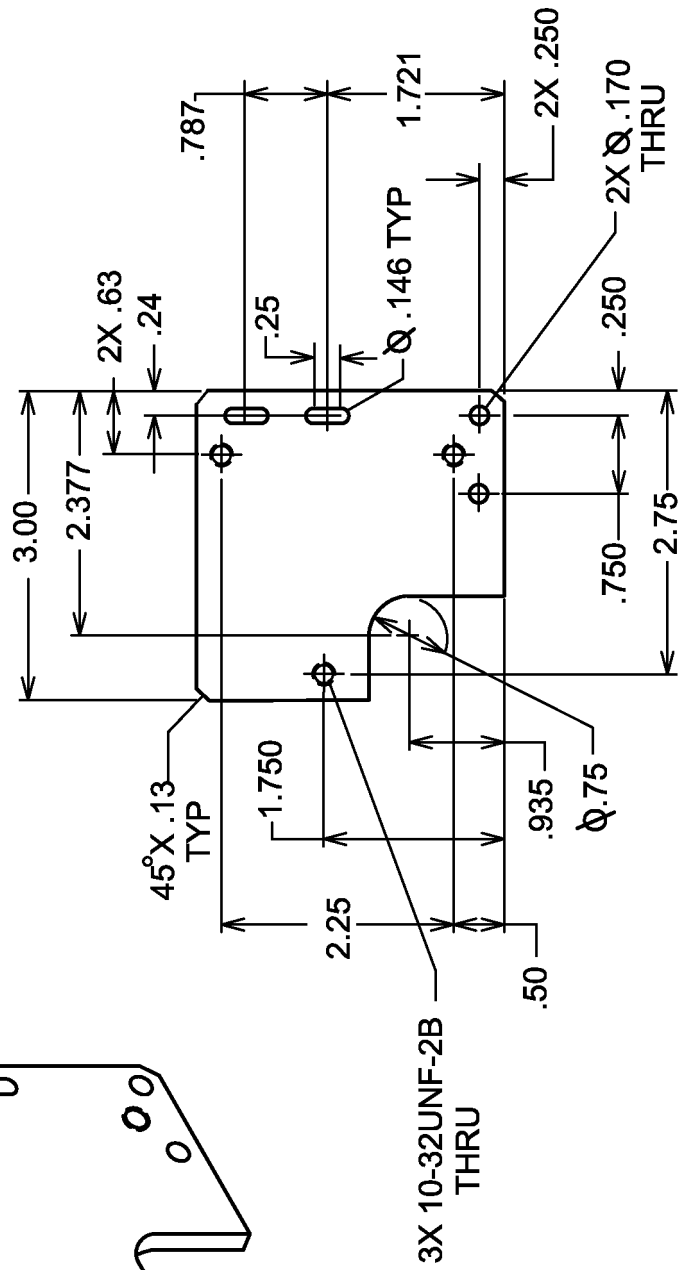 .787
1.721
2X .250
2X Ø .170
THRU
2X .63
.24
.25
Ø .146 TYP
.250
3.00
2.377
.750
2.75
45°X .13
TYP
1.750
.935
Ø.75
2.25
.50
3X 10-32UNF-2B
THRU